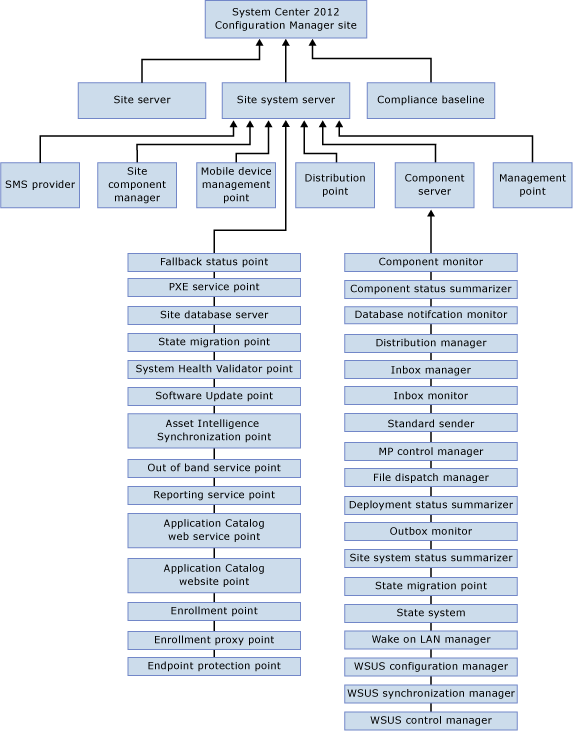 System Center 2012
Configuration Manager site
Site server
Site system server
Compliance baseline
SMS provider
Site
component
manager
Mobile device
management
point
Distribution
point
Component
server
Management
point
Fallback status point
PXE service point
Site database server
State migration point
System Health Validator point
Software Update point
Asset Intelligence
Synchronization point
Out of band service point
Reporting service point
Application Catalog
web service point
Application Catalog
website point
Enrollment point
Enrollment proxy point
Endpoint protection point
Component monitor
Component status summarizer
Database notifcation monitor
Distribution manager
Inbox manager
Inbox monitor
Standard sender
MP control manager
File dispatch manager
Deployment status summarizer
Outbox monitor
Site system status summarizer
State migration point
State system
Wake on LAN manager
WSUS configuration manager
WSUS synchronization manager
WSUS control manager